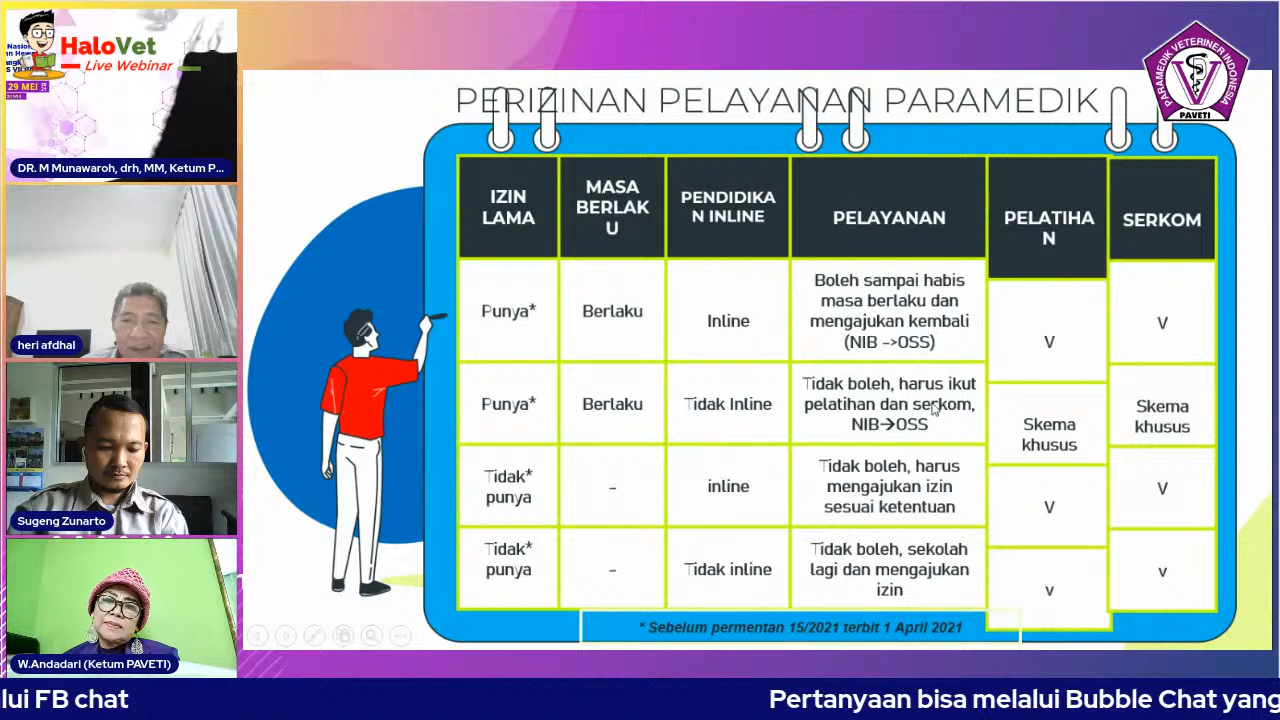 HaloVet
Live Webinar
29 MEI
DR. M Munawaroh, drh, MM, Ketum P...
heri afdhal
Sugeng Zunarto
W.Andadari (Ketum PAVETI)
PERIZINAN PELAYANAN PARAMEDIK
PARAMEDIK VETERINER INDONESIA
V
PAVETI
IZIN
LAMA
MASA
BERLAK
U
PENDIDIKA
N INLINE
PELAYANAN
PELATIHA
N
SERKOM
Punya*
Berlaku
Inline
Boleh sampai habis
masa berlaku dan
mengajukan kembali
(NIB ->OSS)
V
V
Punya*
Berlaku
Tidak Inline
Tidak boleh, harus ikut
pelatihan dan serkom,
NIB→OSS
Skema
khusus
Skema
khusus
Tidak*
punya
-
inline
Tidak boleh, harus
mengajukan izin
sesuai ketentuan
V
V
Tidak*
punya
-
Tidak inline
Tidak boleh, sekolah
lagi dan mengajukan
izin
v
v
* Sebelum permentan 15/2021 terbit 1 April 2021
lui FB chat
Pertanyaan bisa melalui Bubble Chat yang